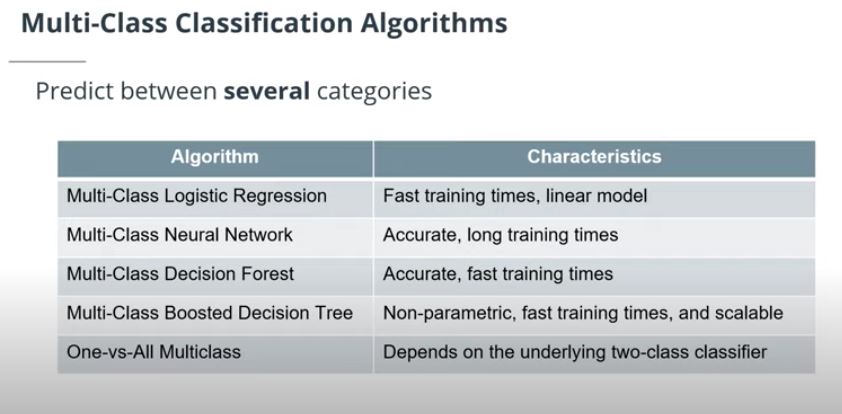 Multi-Class Classification Algorithms
Predict between several categories
Algorithm Characteristics
Multi-Class Logistic Regression Fast training times, linear model
Multi-Class Neural Network Accurate, long training times
Multi-Class Decision Forest Accurate, fast training times
Multi-Class Boosted Decision Tree Non-parametric, fast training times, and scalable
One-vs-All Multiclass Depends on the underlying two-class classifier